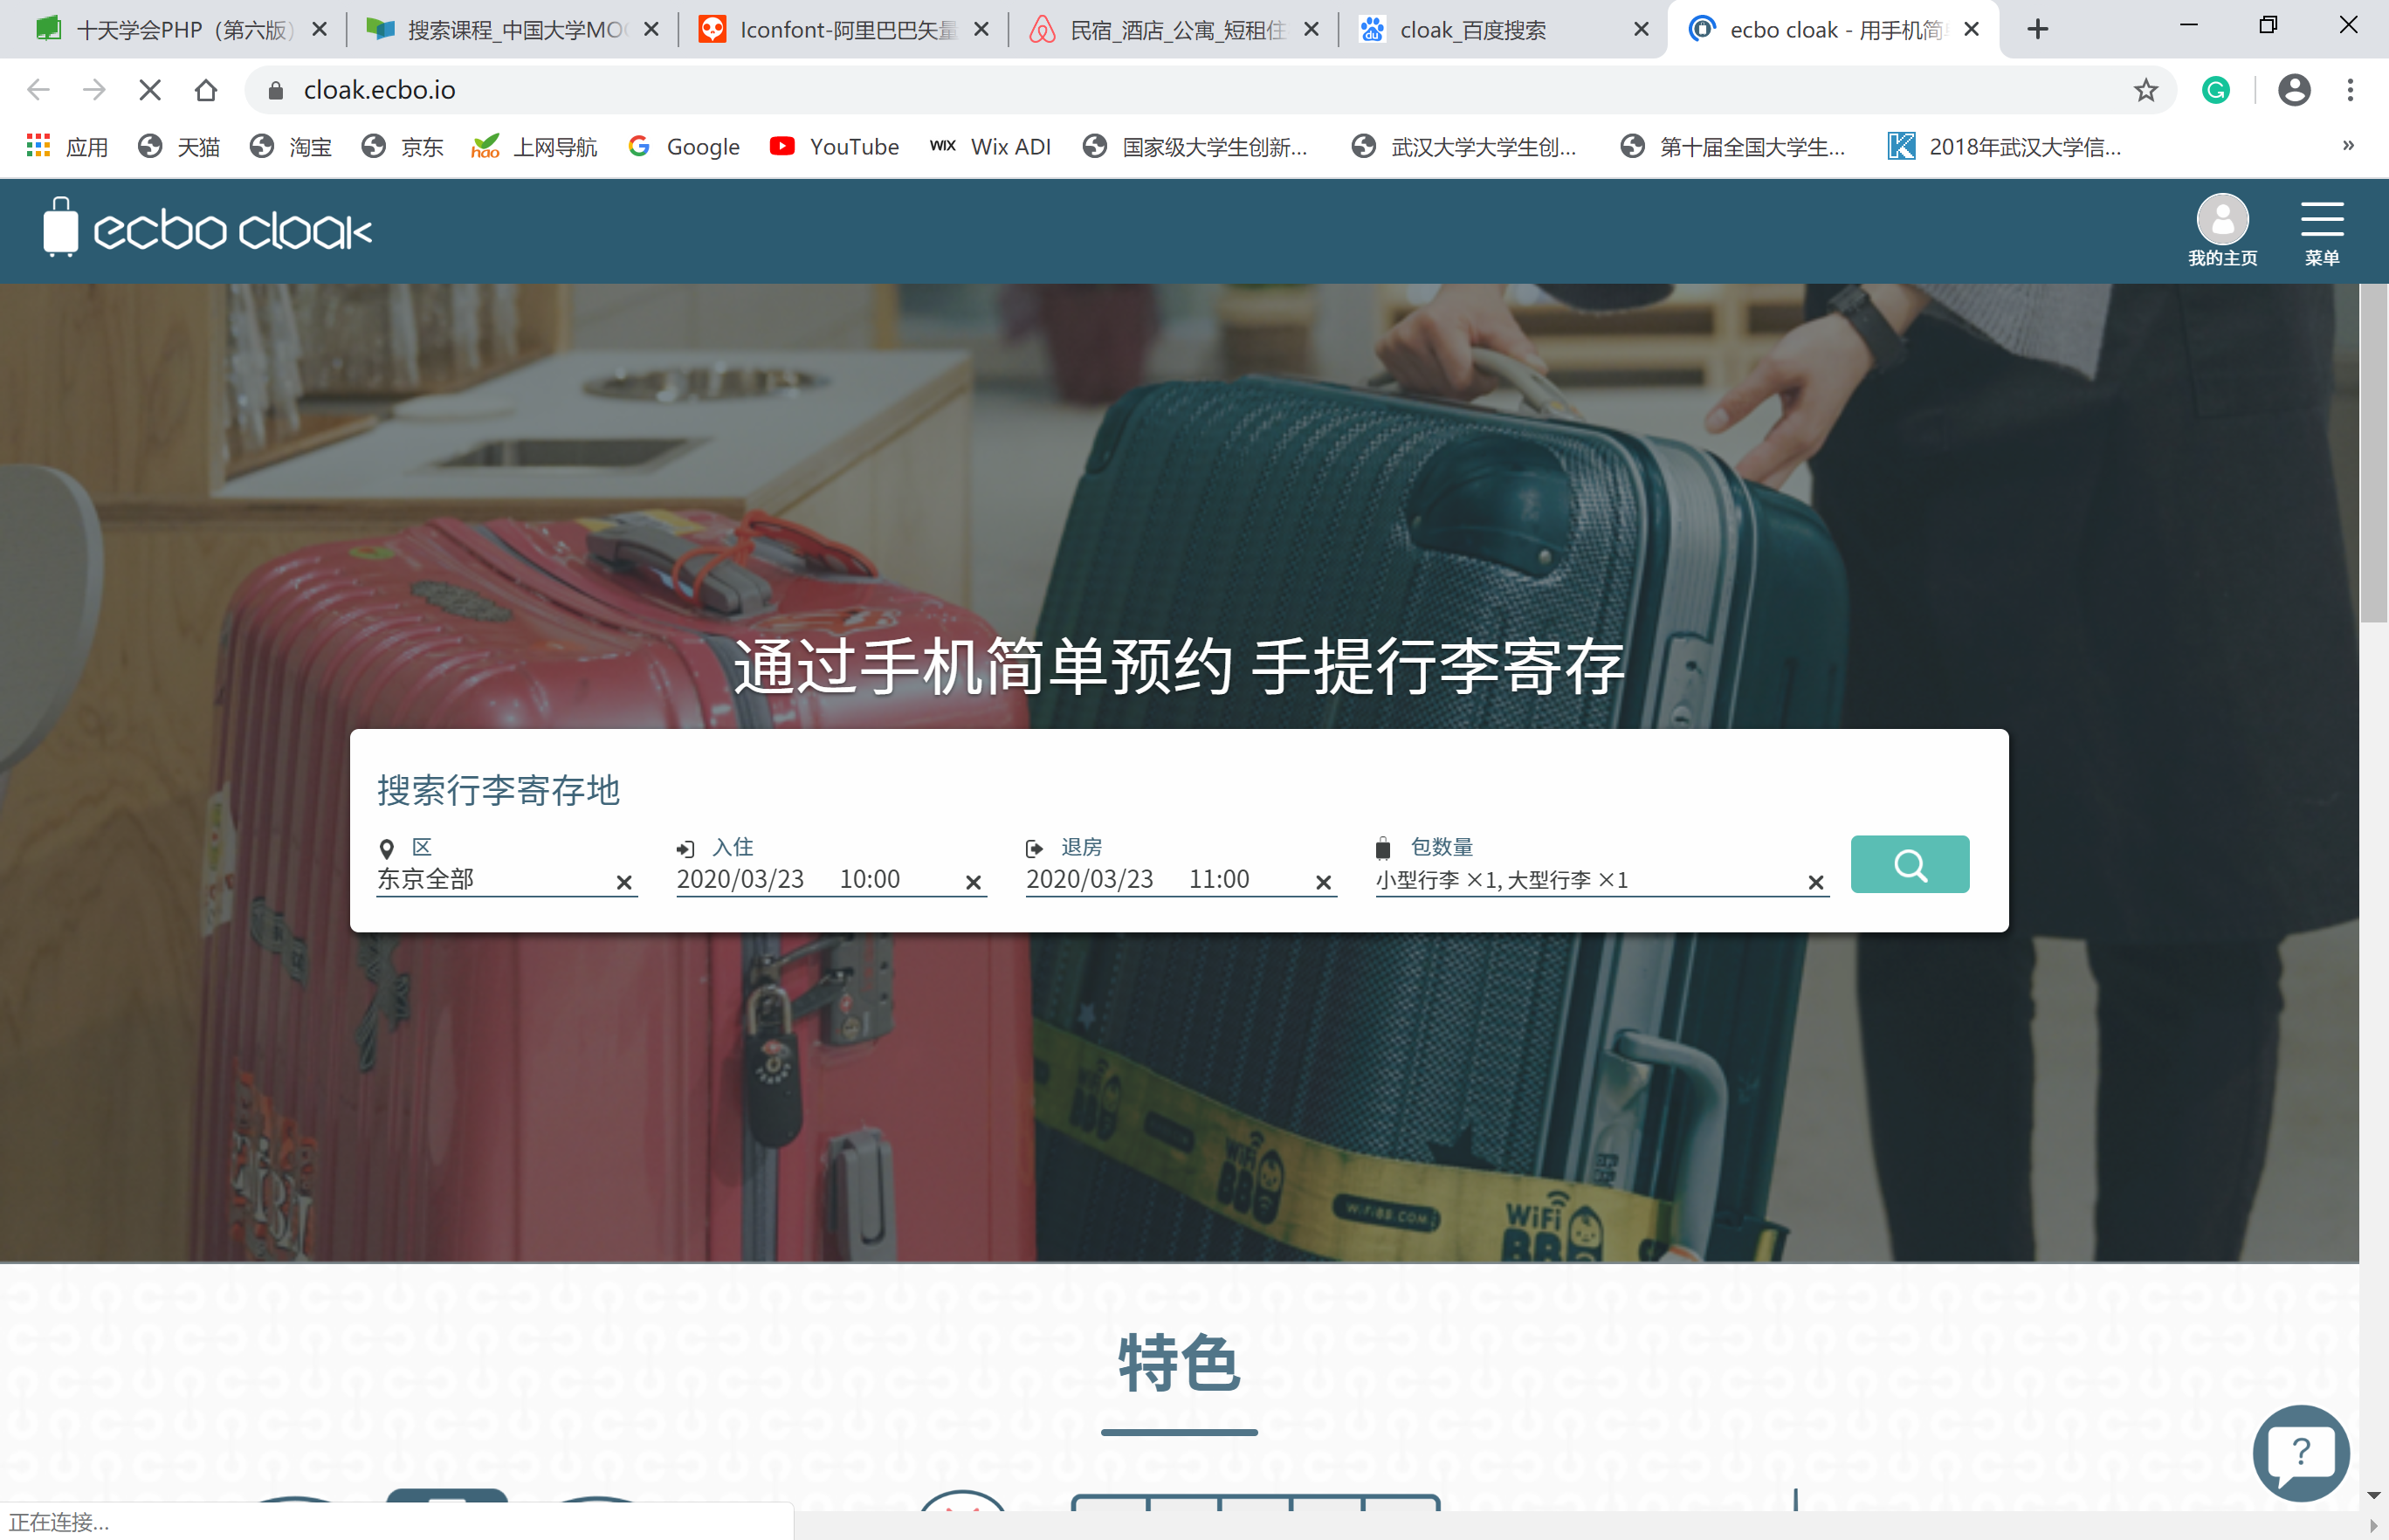 十天学会PHP（第六版）
搜索课程_中国大学MOO
Iconfont-阿里巴巴矢量
民宿_酒店_公寓_短租住
cloak_百度搜索
ecbo cloak - 用手机简单
cloak.ecbo.io
应用 天猫 淘宝 京东 上网导航 Google YouTube WIX Wix ADI 国家级大学生创新... 武汉大学大学生创... 第十届全国大学生... 2018年武汉大学信... »
ecbo cloak
我的主页 菜单
通过手机简单预约 手提行李寄存
搜索行李寄存地
区 入住 退房 包数量
东京全部 2020/03/23 10:00 2020/03/23 11:00 小型行李 ×1, 大型行李 ×1
WiFi BB
WiFiBB.COM
WiFi BB
特色
?
正在连接...